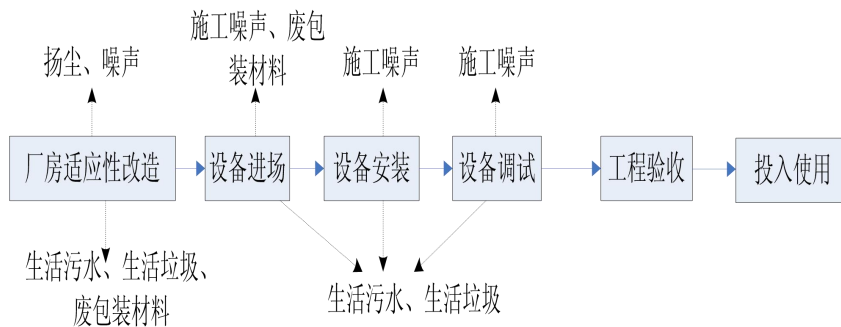 扬尘、噪声
施工噪声、废包
装材料
施工噪声
施工噪声
厂房适应性改造
设备进场
设备安装
设备调试
工程验收
投入使用
生活污水、生活垃圾、
废包装材料
生活污水、生活垃圾